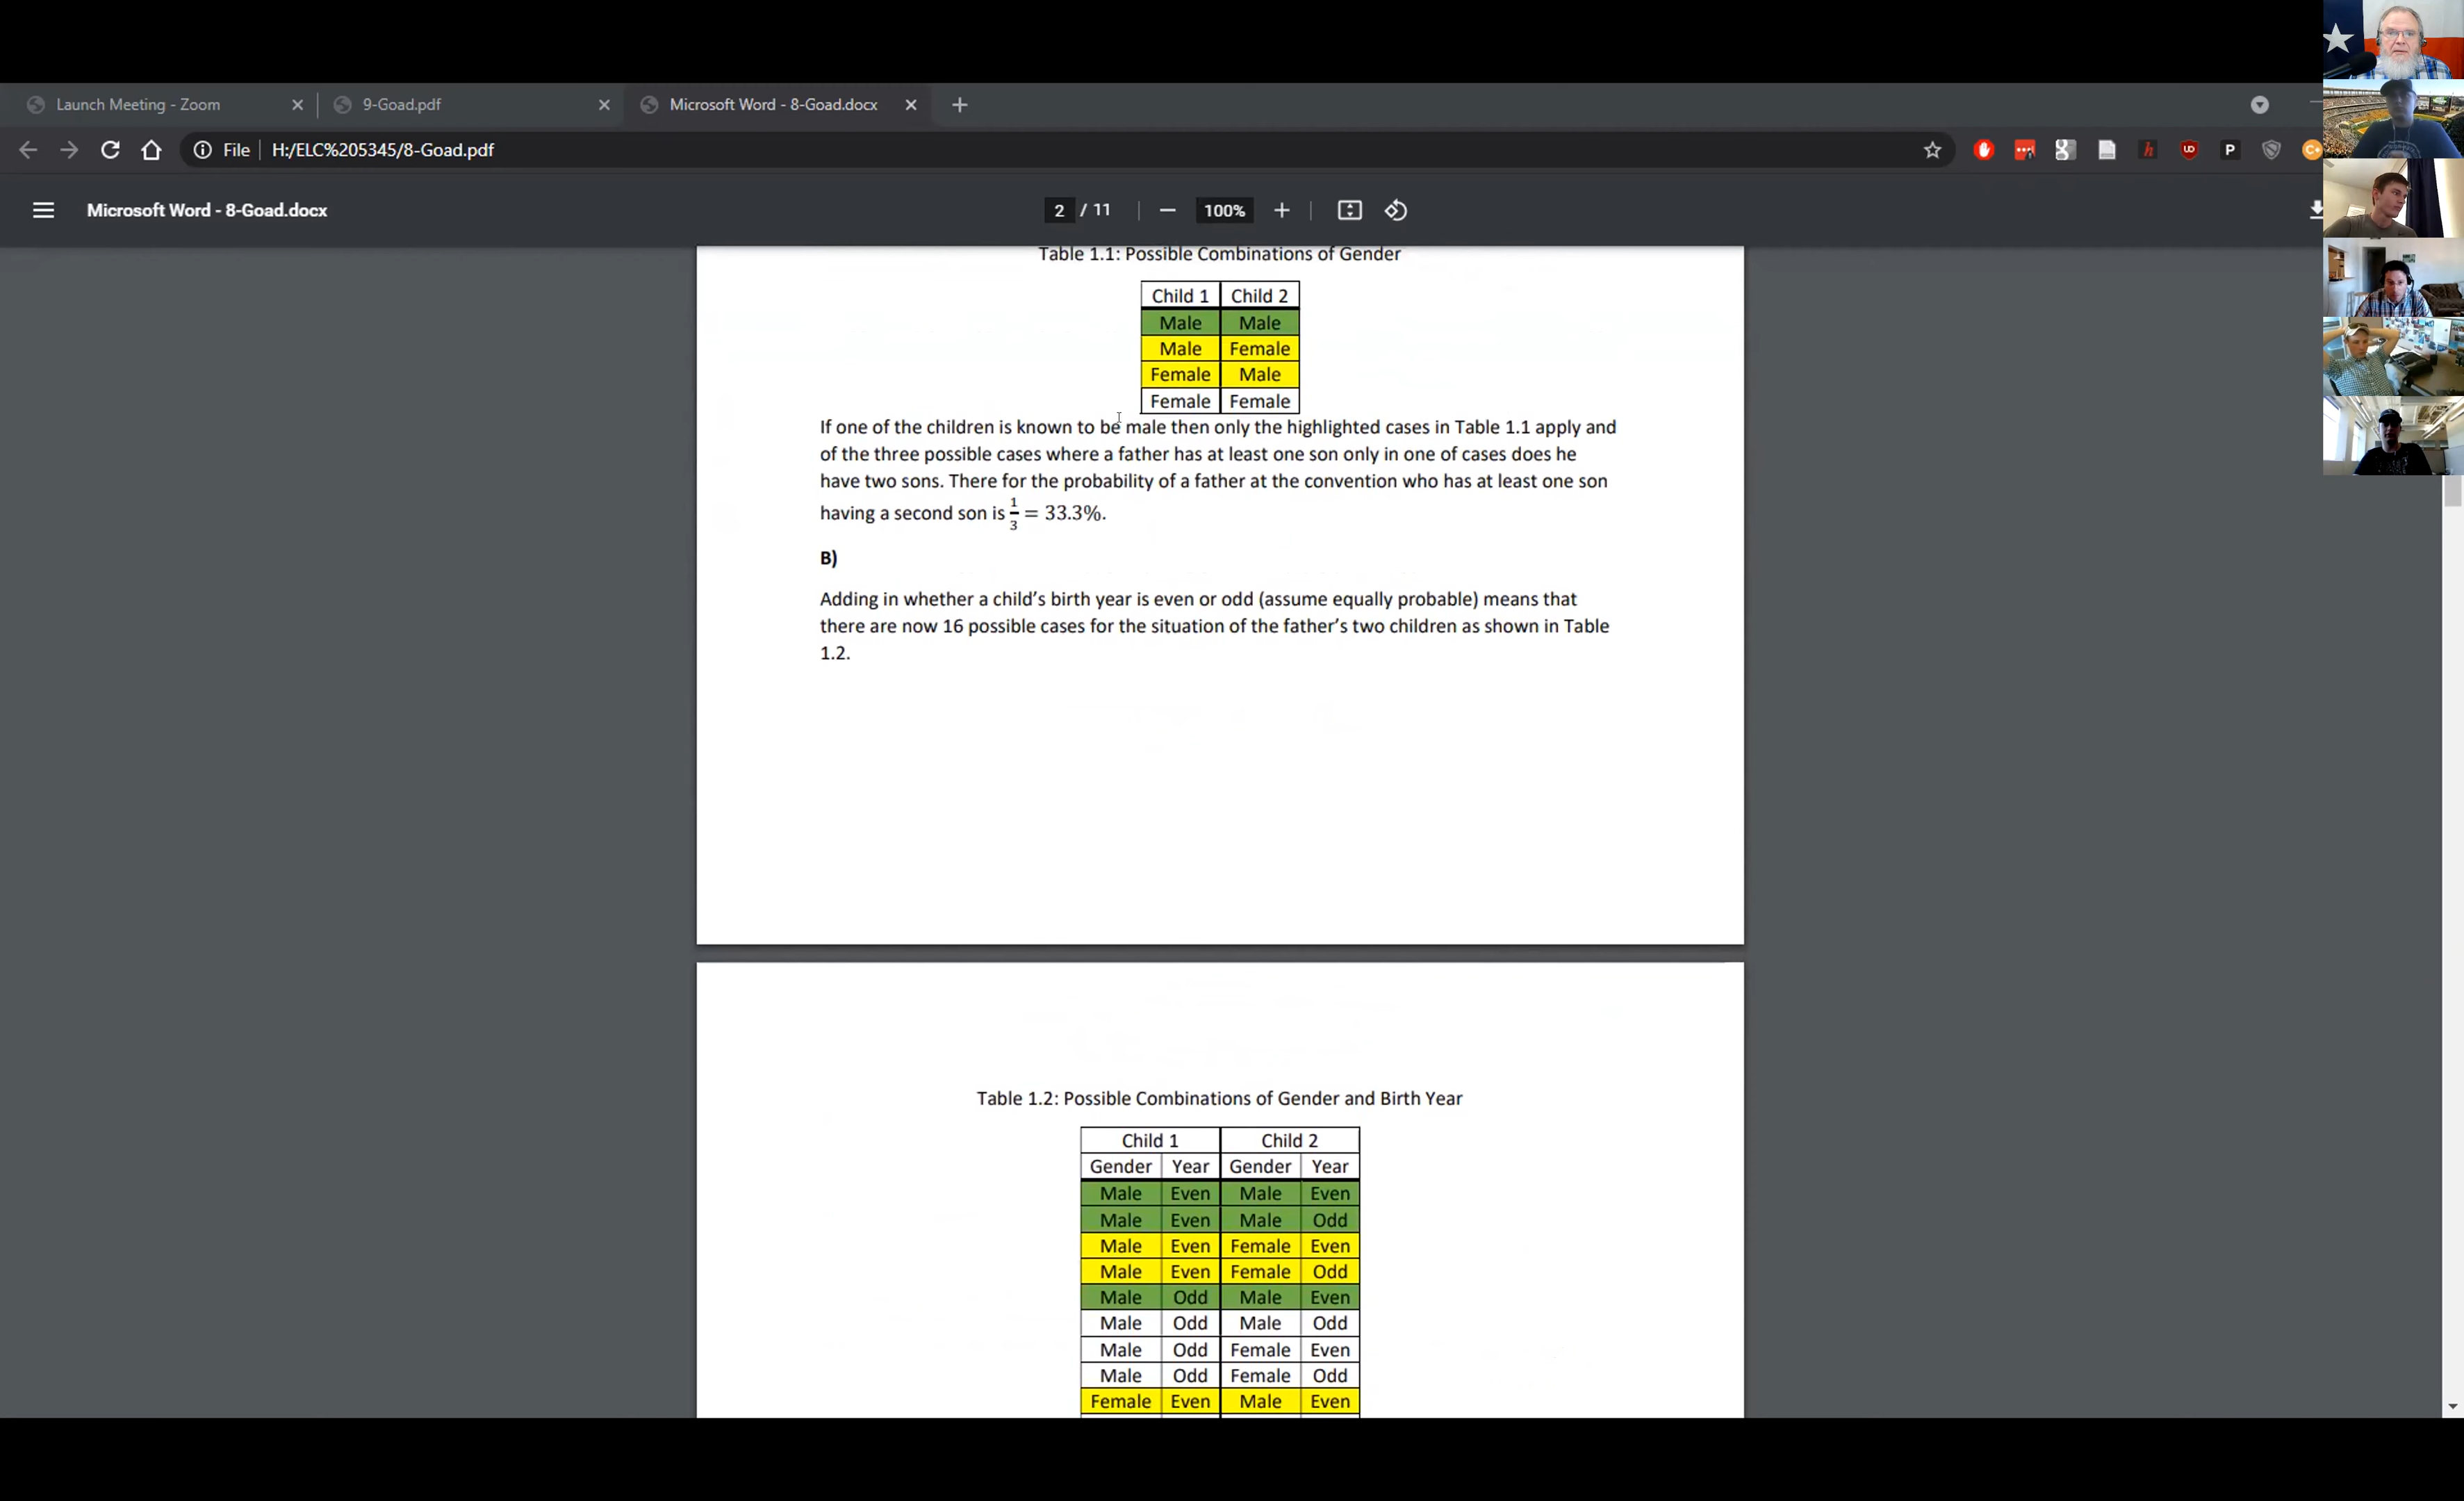 Launch Meeting - Zoom
9-Goad.pdf
Microsoft Word - 8-Goad.docx
File
H:/ELC%205345/8-Goad.pdf
Microsoft Word - 8-Goad.docx
2 / 11
100%
Table 1.1: Possible Combinations of Gender
Child 1 Child 2
Male Male
Male Female
Female Male
Female Female
If one of the children is known to be male then only the highlighted cases in Table 1.1 apply and
of the three possible cases where a father has at least one son only in one of cases does he
have two sons. There for the probability of a father at the convention who has at least one son
having a second son is 1/3 = 33.3%.
B)
Adding in whether a child's birth year is even or odd (assume equally probable) means that
there are now 16 possible cases for the situation of the father's two children as shown in Table
1.2.
Table 1.2: Possible Combinations of Gender and Birth Year
Child 1 Child 2
Gender Year Gender Year
Male Even Male Even
Male Even Male Odd
Male Even Female Even
Male Even Female Odd
Male Odd Male Even
Male Odd Male Odd
Male Odd Female Even
Male Odd Female Odd
Female Even Male Even